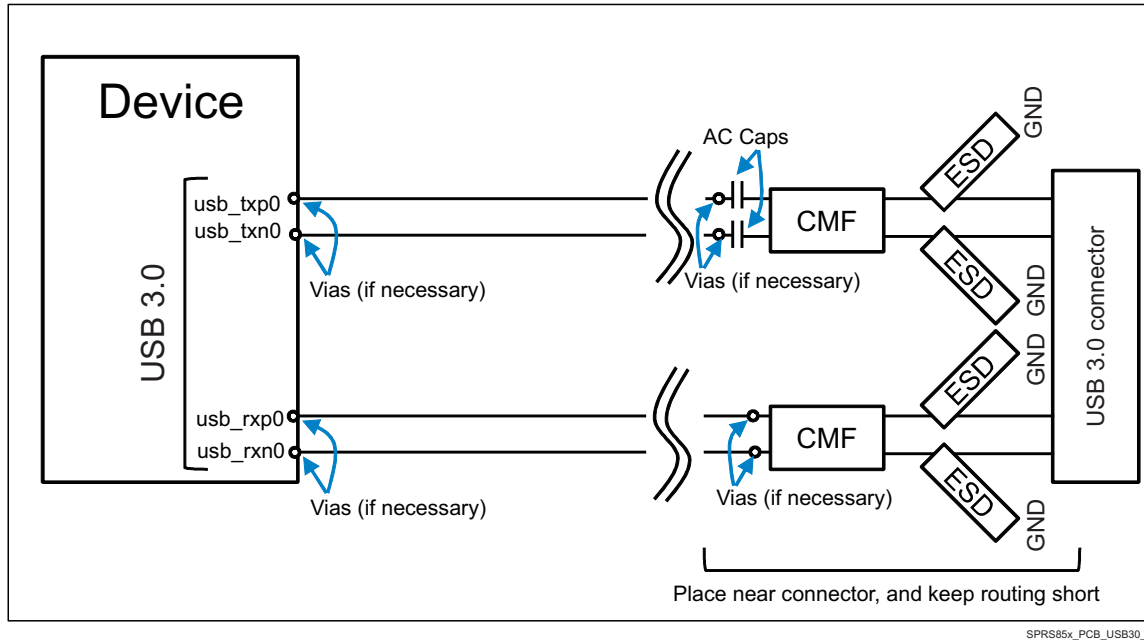 Device
USB 3.0
usb_txp0
usb_txn0
Vias (if necessary)
usb_rxp0
usb_rxn0
Vias (if necessary)
AC Caps
CMF
Vias (if necessary)
CMF
Vias (if necessary)
ESD
GND
ESD
GND
ESD
GND
ESD
GND
USB 3.0 connector
Place near connector, and keep routing short